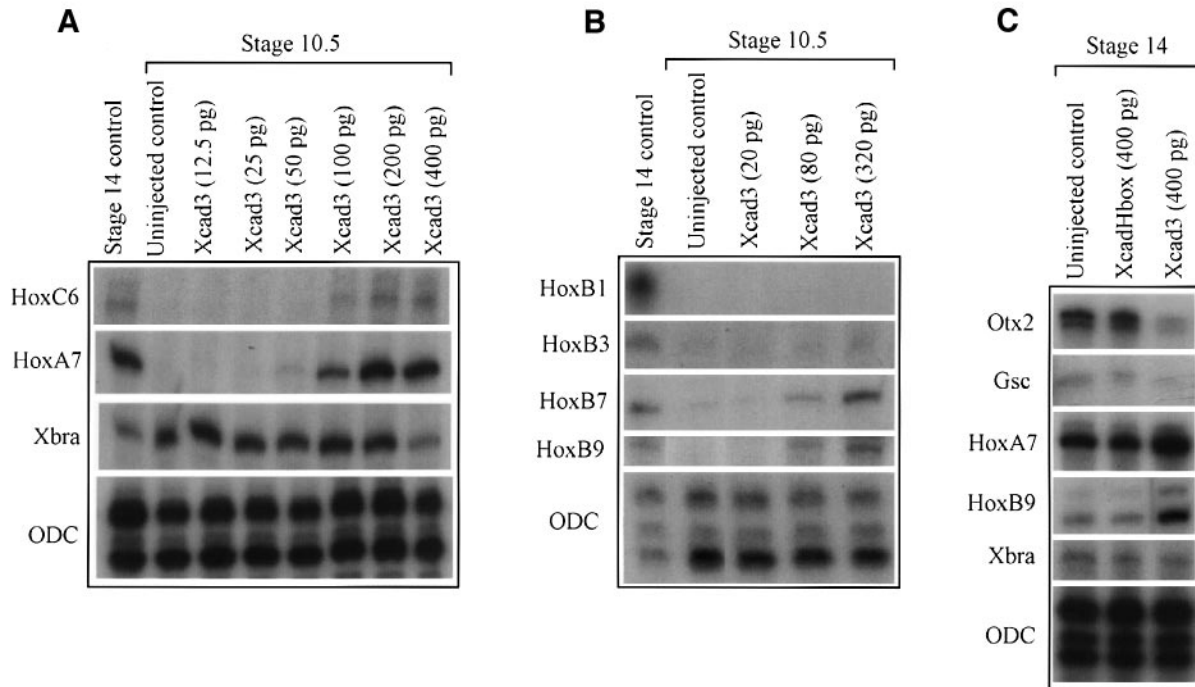 A
Stage 10.5
Stage 14 control
Uninjected control
Xcad3 (12.5 pg)
Xcad3 (25 pg)
Xcad3 (50 pg)
Xcad3 (100 pg)
Xcad3 (200 pg)
Xcad3 (400 pg)
HoxC6
HoxA7
Xbra
ODC
B
Stage 10.5
Stage 14 control
Uninjected control
Xcad3 (20 pg)
Xcad3 (80 pg)
Xcad3 (320 pg)
HoxB1
HoxB3
HoxB7
HoxB9
ODC
C
Stage 14
Uninjected control
XcadHbox (400 pg)
Xcad3 (400 pg)
Otx2
Gsc
HoxA7
HoxB9
Xbra
ODC